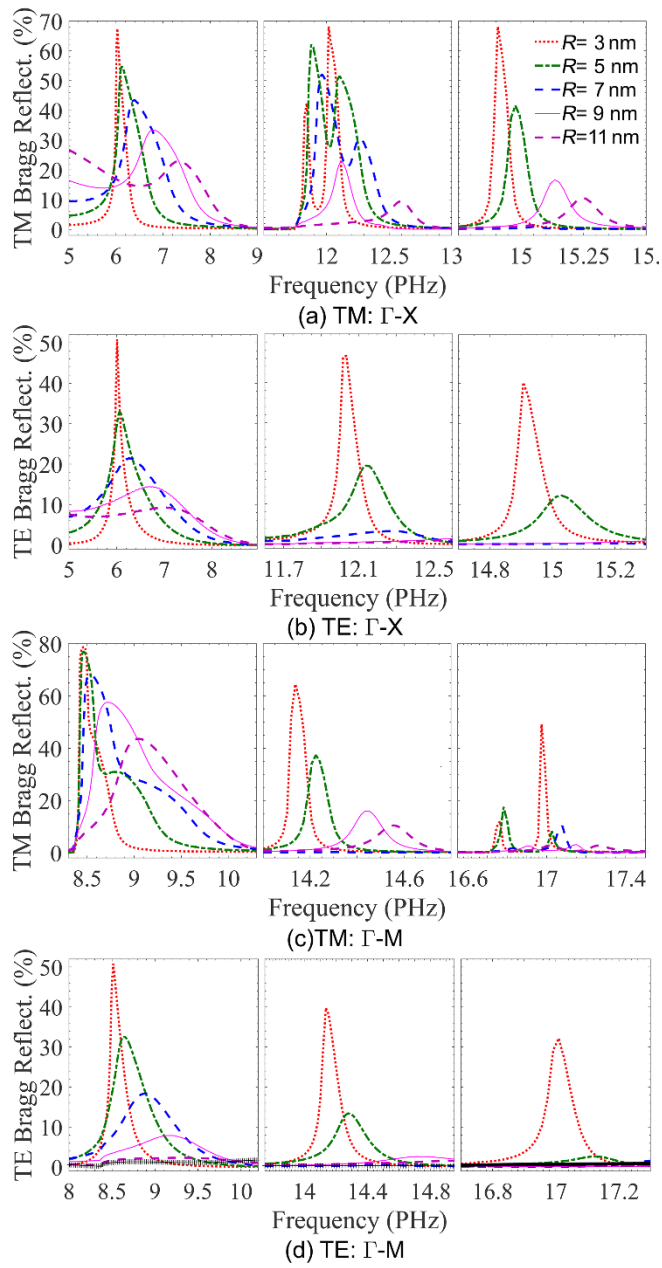 TM Bragg Reflect. (%)
70
60
50
40
30
20
10
0
R= 3 nm
R= 5 nm
R= 7 nm
R= 9 nm
R=11 nm
5 6 7 8 9 12 12.5 13 15 15.25 15.
Frequency (PHz)
(a) TM: Γ-X
TE Bragg Reflect. (%)
50
40
30
20
10
0
5 6 7 8 11.7 12.1 12.5 14.8 15 15.2
Frequency (PHz)
(b) TE: Γ-X
TM Bragg Reflect. (%)
80
60
40
20
0
8.5 9 9.5 10 14.2 14.6 16.6 17 17.4
Frequency (PHz)
(c)TM: Γ-M
TE Bragg Reflect. (%)
50
40
30
20
10
0
8 8.5 9 9.5 10 14 14.4 14.8 16.8 17 17.2
Frequency (PHz)
(d) TE: Γ-M